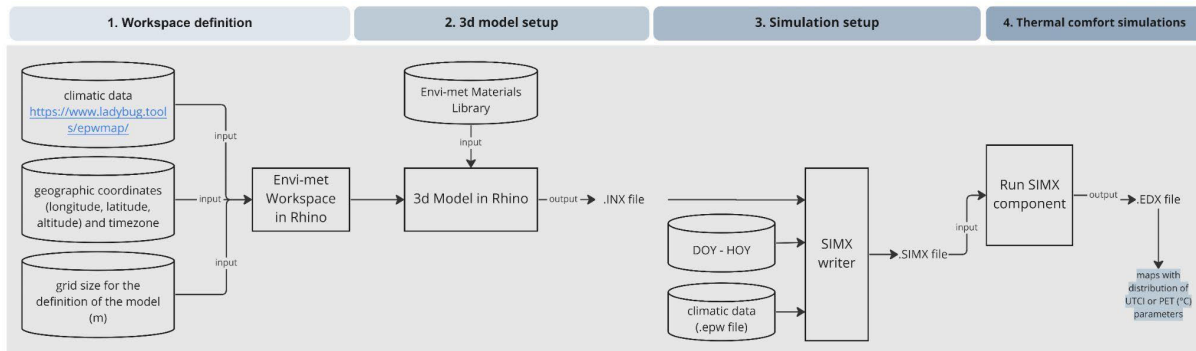 1. Workspace definition
2. 3d model setup
3. Simulation setup
4. Thermal comfort simulations
climatic data
https://www.ladybug.tool
s/epwmap/
input
geographic coordinates
(longitude, latitude,
altitude) and timezone
input
grid size for the
definition of the model
(m)
input
Envi-met
Workspace
in Rhino
Envi-met Materials
Library
input
3d Model in Rhino
output
.INX file
DOY - HOY
climatic data
(.epw file)
SIMX
writer
.SIMX file
input
Run SIMX
component
output
.EDX file
maps with
distribution of
UTCI or PET (°C)
parameters